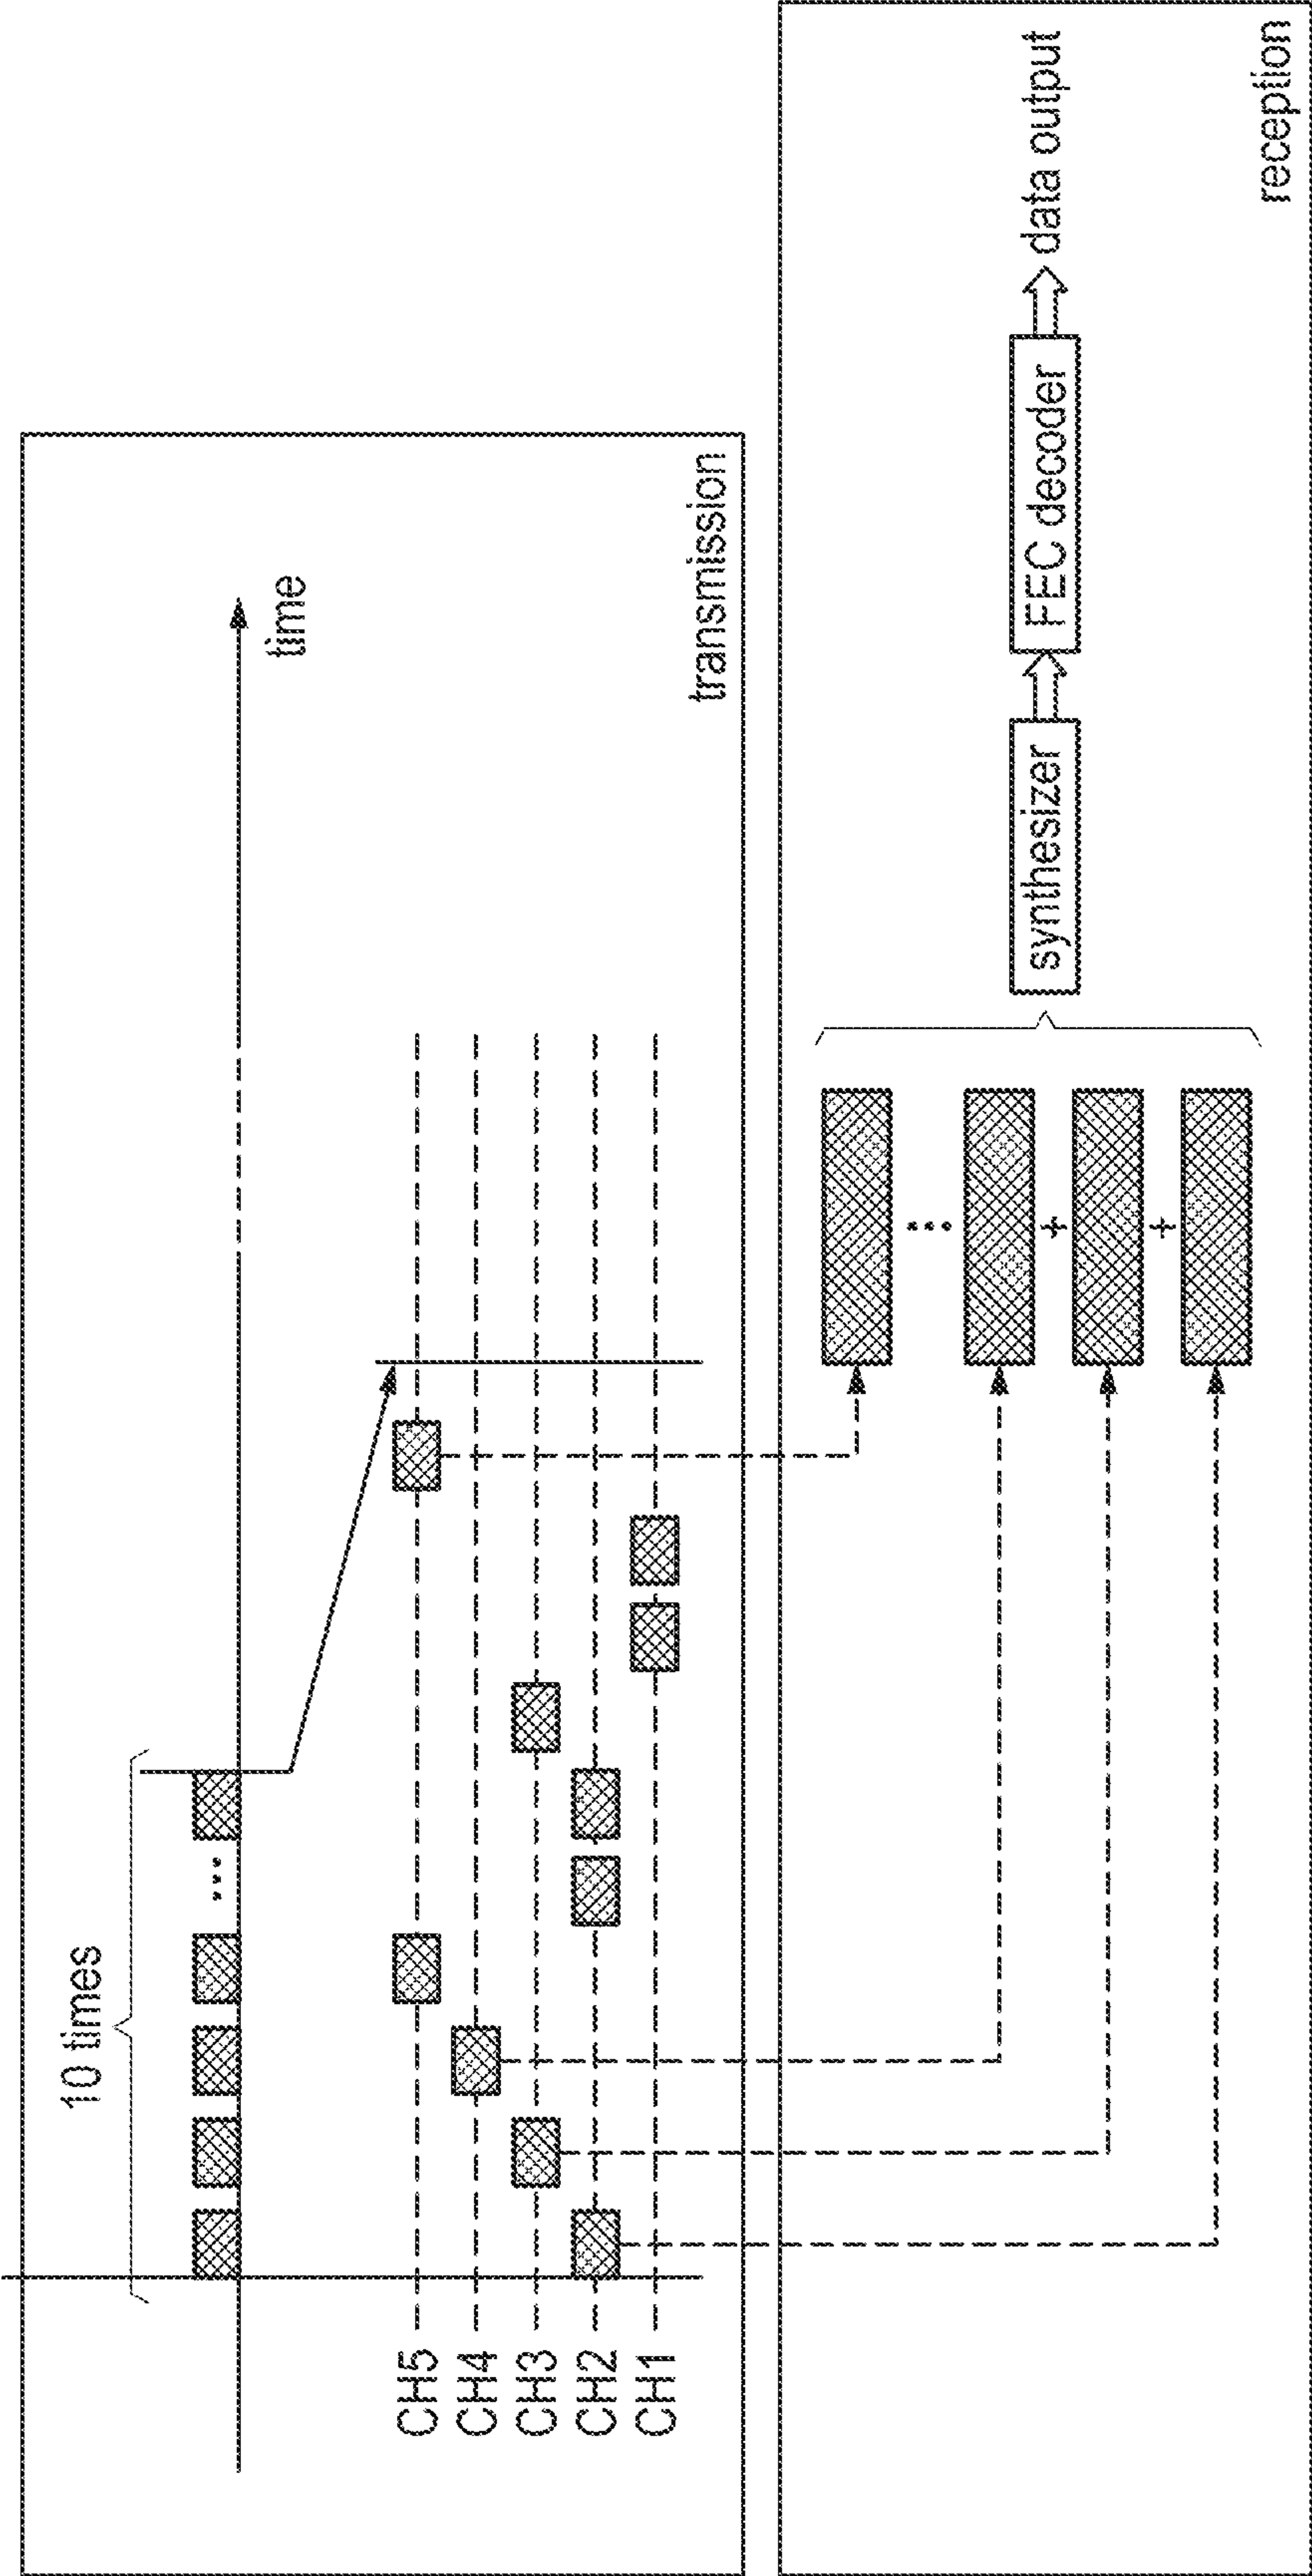 10 times
...
time
CH5
CH4
CH3
CH2
CH1
transmission
...
+
+
synthesizer
FEC decoder
data output
reception